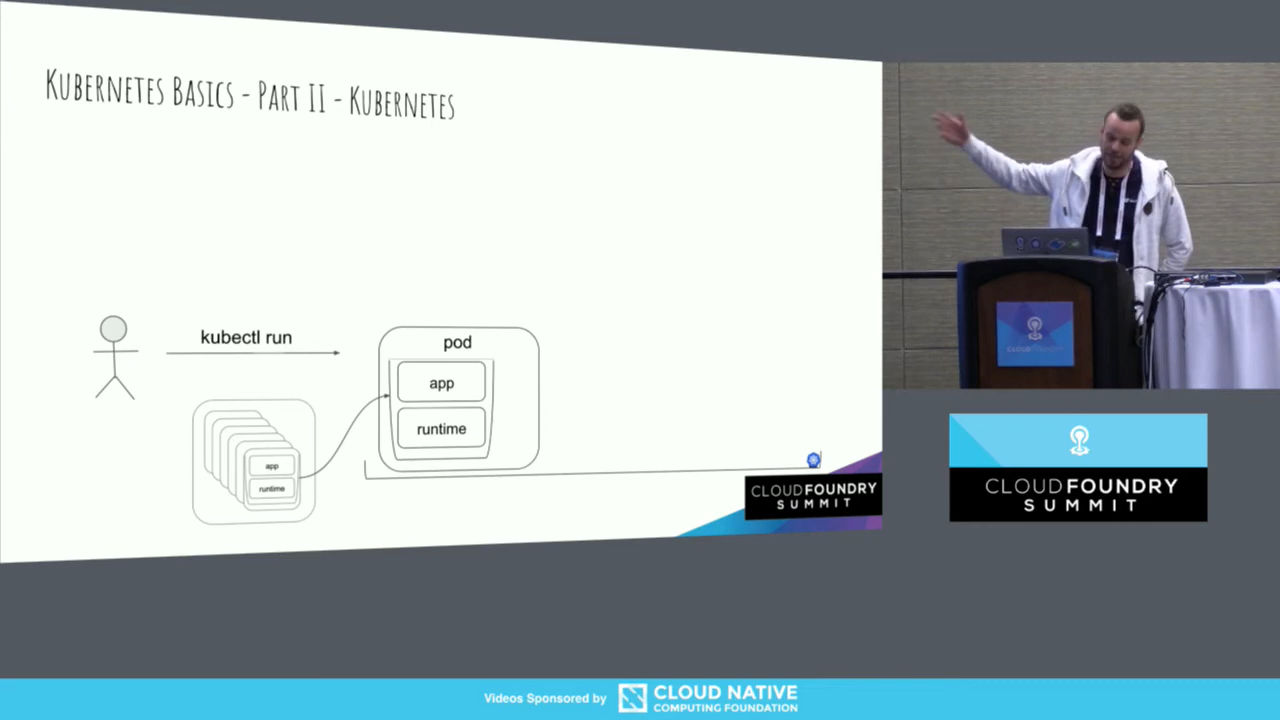 KUBERNETES BASICS - PART II - KUBERNETES
kubectl run
pod
app
runtime
app
runtime
CLOUDFOUNDRY
SUMMIT
CLOUDFOUNDRY
CLOUDFOUNDRY
SUMMIT
Videos Sponsored by
CLOUD NATIVE
COMPUTING FOUNDATION